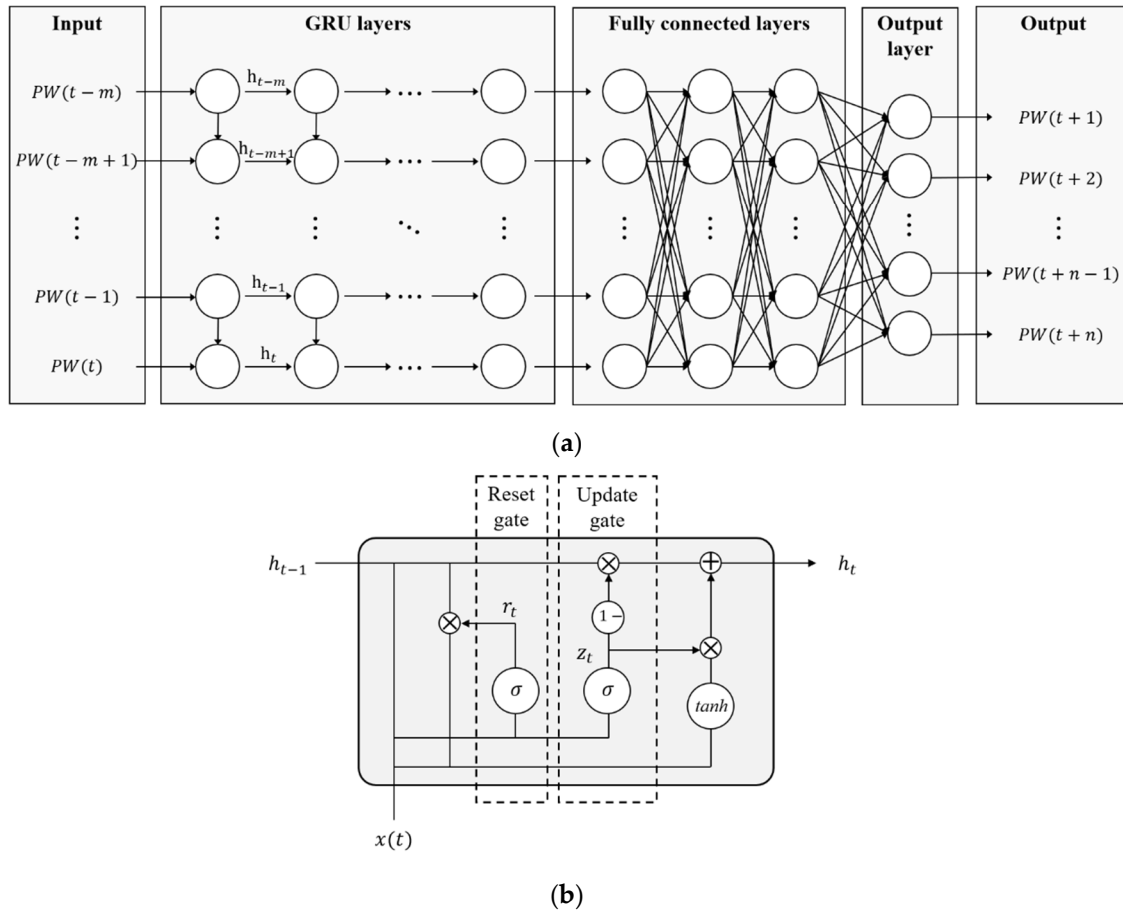 Input
GRU layers
Fully connected layers
Output
layer
Output
PW(t − m)
h_{t−m}
...
PW(t + 1)
PW(t − m + 1)
h_{t−m+1}
PW(t + 2)
PW(t − 1)
h_{t−1}
...
PW(t + n − 1)
PW(t)
h_t
...
PW(t + n)
(a)
Reset
gate
Update
gate
h_{t−1}
h_t
r_t
1 −
z_t
σ
σ
tanh
x(t)
(b)